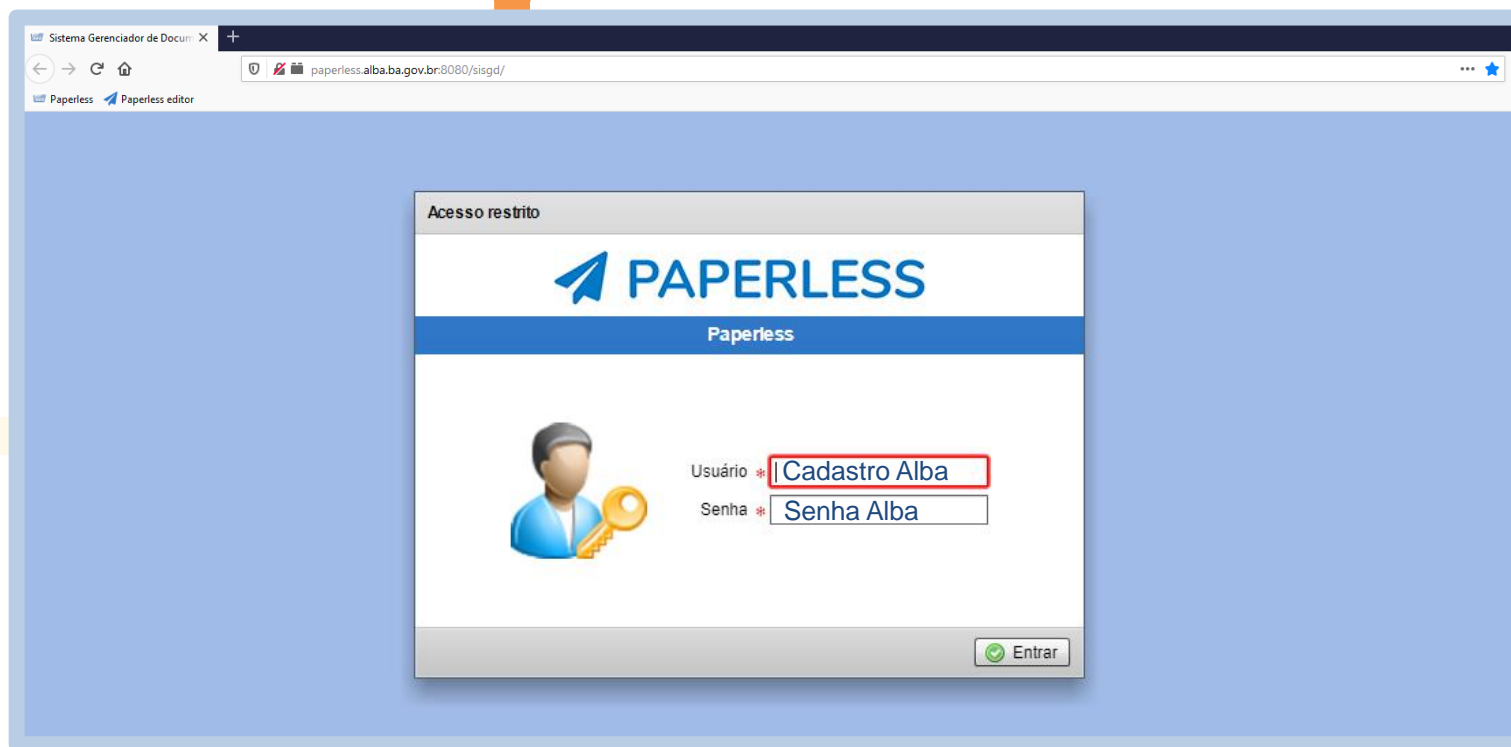 Sistema Gerenciador de Docum
paperless.alba.ba.gov.br:8080/sisgd/
Paperless Paperless editor
Acesso restrito
PAPERLESS
Paperless
Usuário * Cadastro Alba
Senha * Senha Alba
Entrar